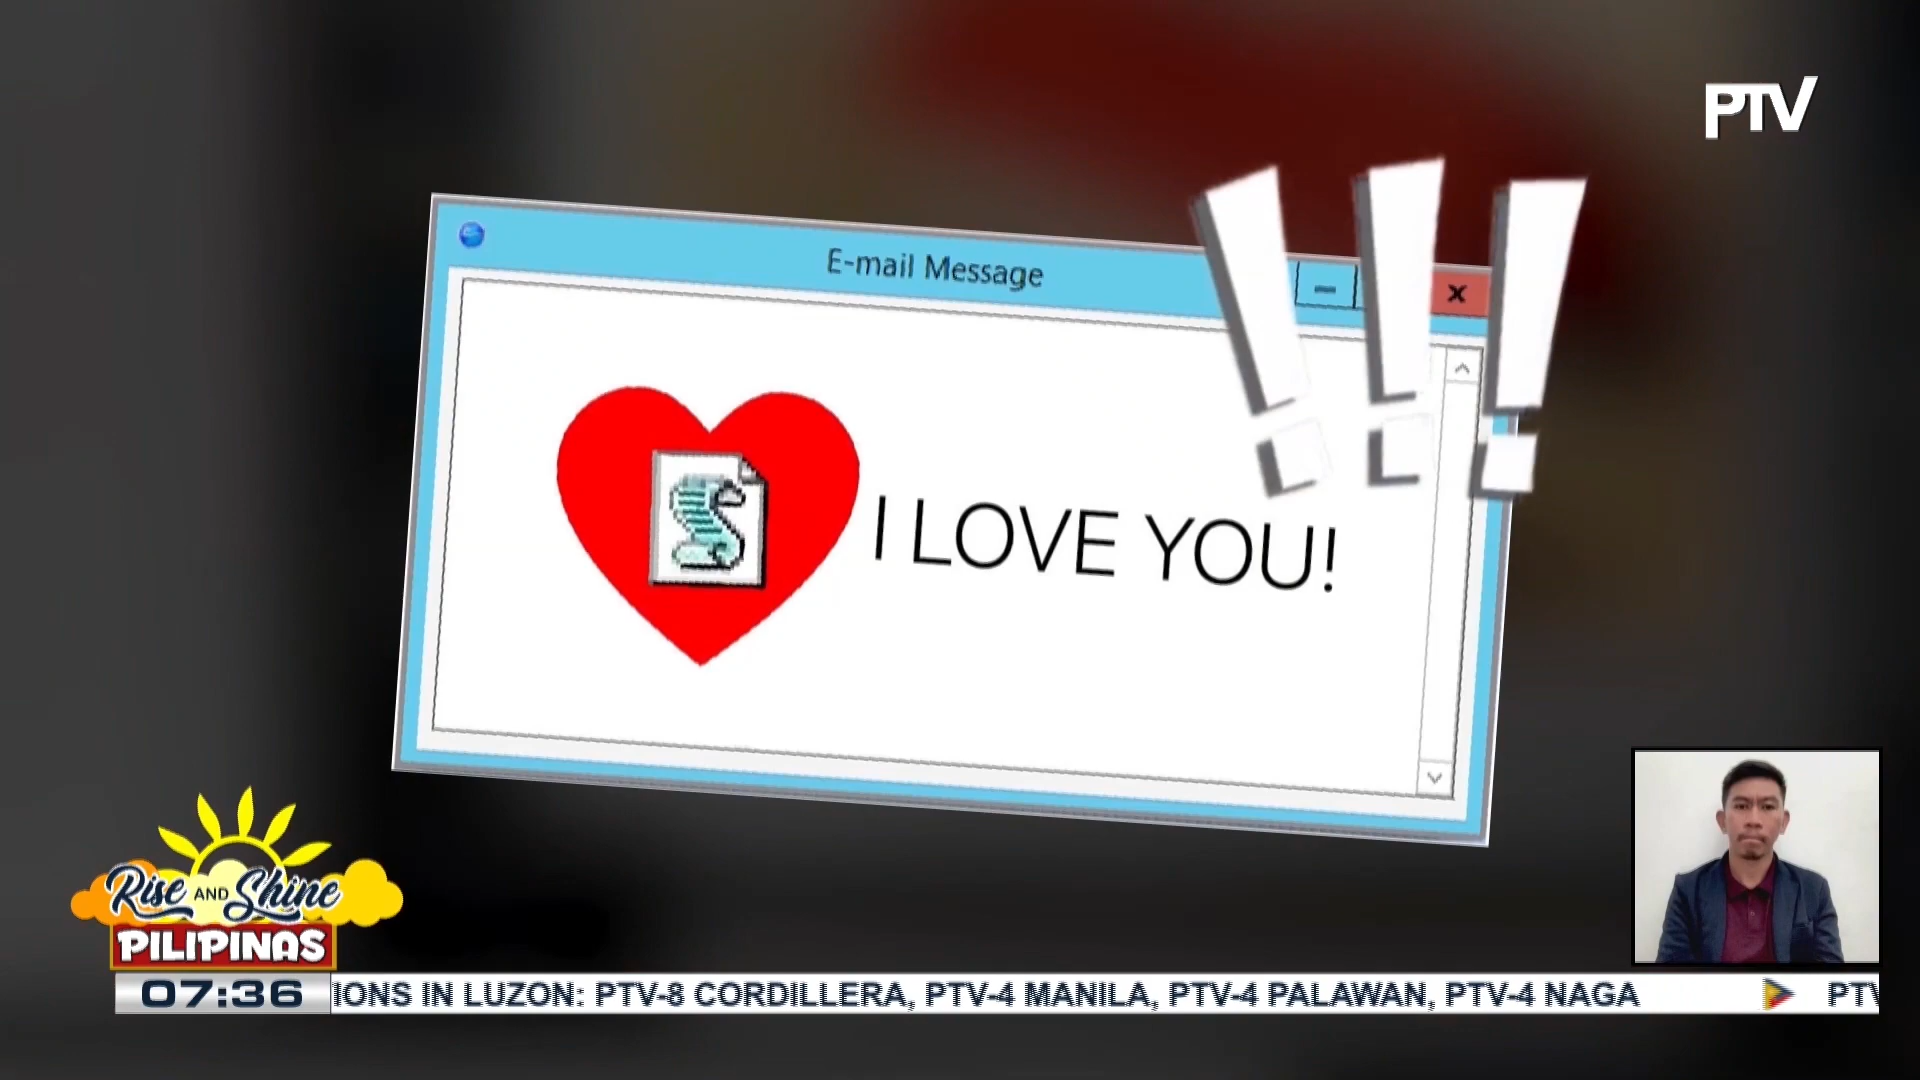 PTV
E-mail Message
I LOVE YOU!
!!!
Rise AND Shine
PILIPINAS
07:36
IONS IN LUZON: PTV-8 CORDILLERA, PTV-4 MANILA, PTV-4 PALAWAN, PTV-4 NAGA
PTV